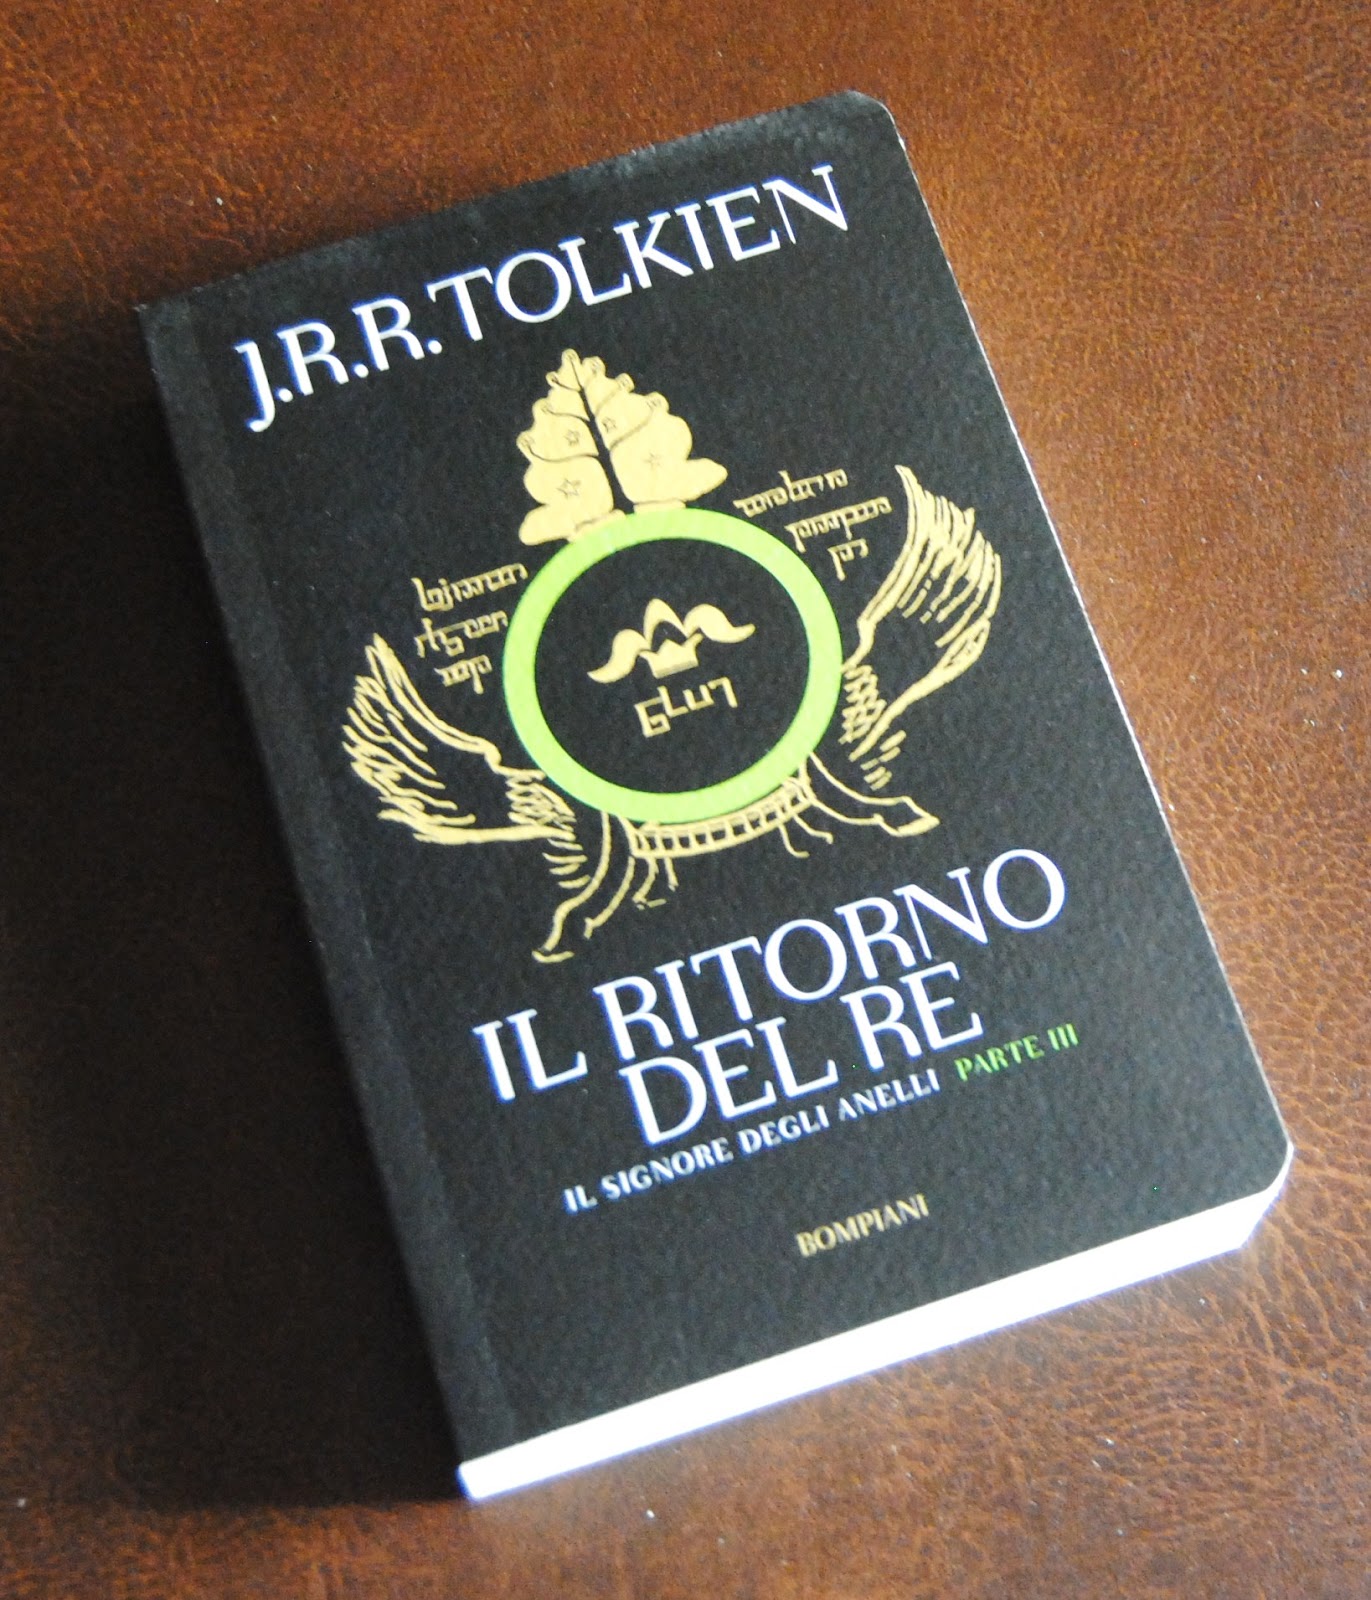 J.R.R. TOLKIEN
IL RITORNO
DEL RE
IL SIGNORE DEGLI ANELLI PARTE III
BOMPIANI